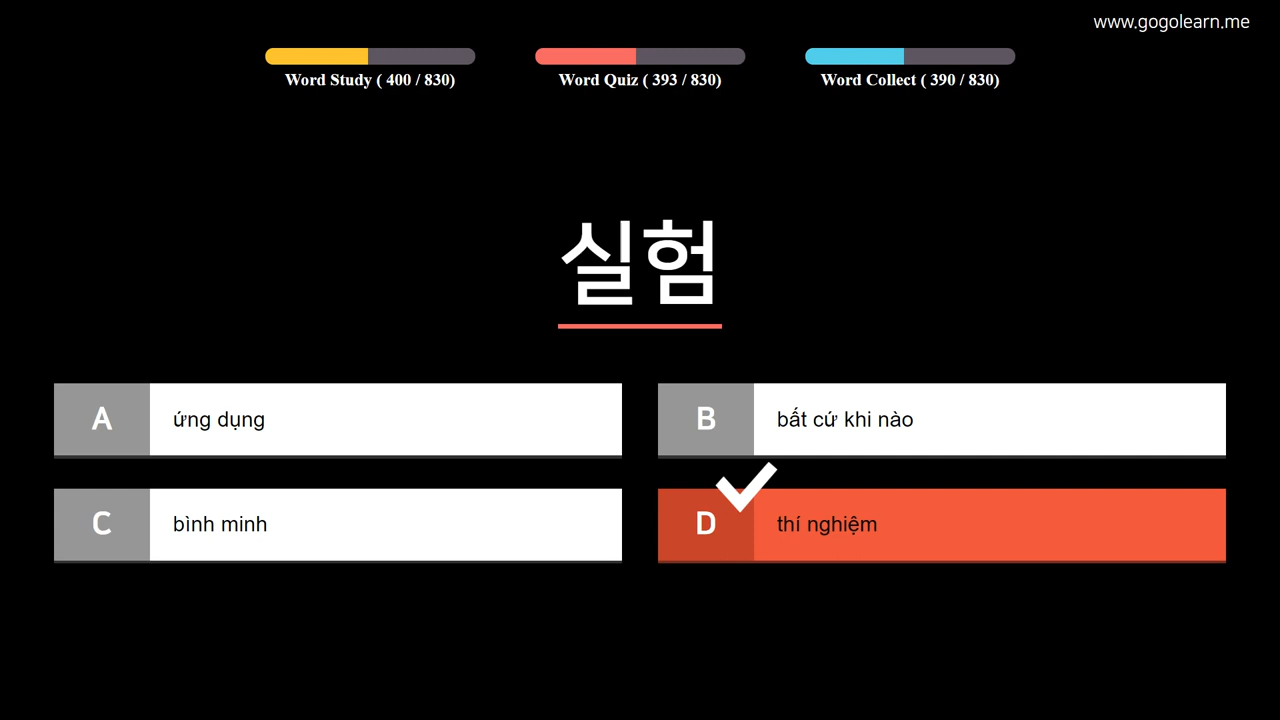 www.gogolearn.me
Word Study ( 400 / 830)
Word Quiz ( 393 / 830)
Word Collect ( 390 / 830)
실험
A ứng dụng
B bất cứ khi nào
C bình minh
D thí nghiệm